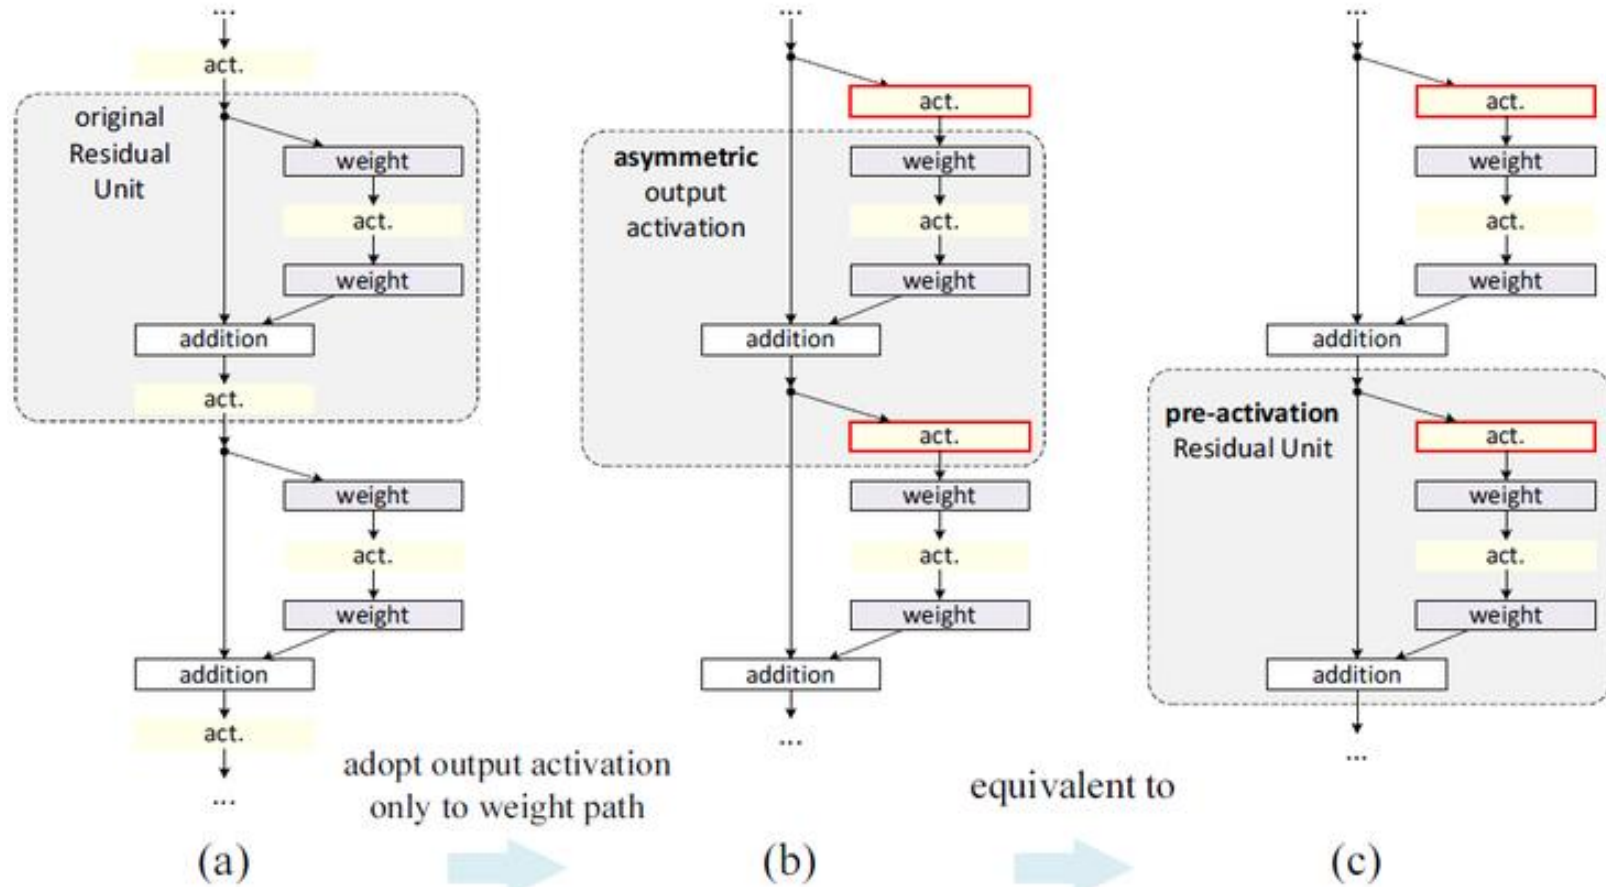 ...
act.
original
Residual
Unit
weight
act.
weight
addition
act.
weight
act.
weight
addition
act.
...
adopt output activation
only to weight path
(a)
...
act.
asymmetric
output
activation
weight
act.
weight
addition
act.
weight
act.
weight
addition
...
equivalent to
(b)
...
act.
weight
act.
weight
addition
pre-activation
Residual Unit
act.
weight
act.
weight
addition
...
(c)